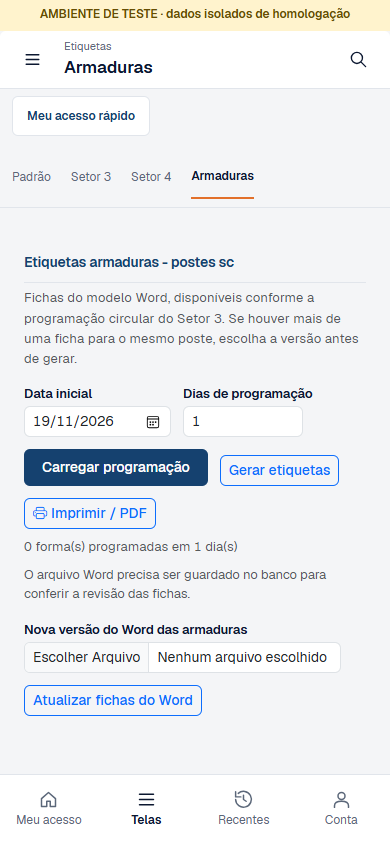 AMBIENTE DE TESTE · dados isolados de homologação
Etiquetas
Armaduras
Meu acesso rápido
Padrão Setor 3 Setor 4 Armaduras
Etiquetas armaduras - postes sc
Fichas do modelo Word, disponíveis conforme a
programação circular do Setor 3. Se houver mais de
uma ficha para o mesmo poste, escolha a versão antes
de gerar.
Data inicial Dias de programação
19/11/2026 1
Carregar programação Gerar etiquetas
Imprimir / PDF
0 forma(s) programadas em 1 dia(s)
O arquivo Word precisa ser guardado no banco para
conferir a revisão das fichas.
Nova versão do Word das armaduras
Escolher Arquivo Nenhum arquivo escolhido
Atualizar fichas do Word
Meu acesso Telas Recentes Conta